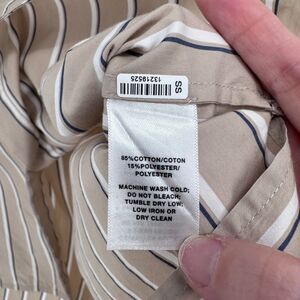 SS
13219525
85%COTTON/COTON
15%POLYESTER/
POLYESTER
MACHINE WASH COLD;
DO NOT BLEACH;
TUMBLE DRY LOW;
LOW IRON OR
DRY CLEAN